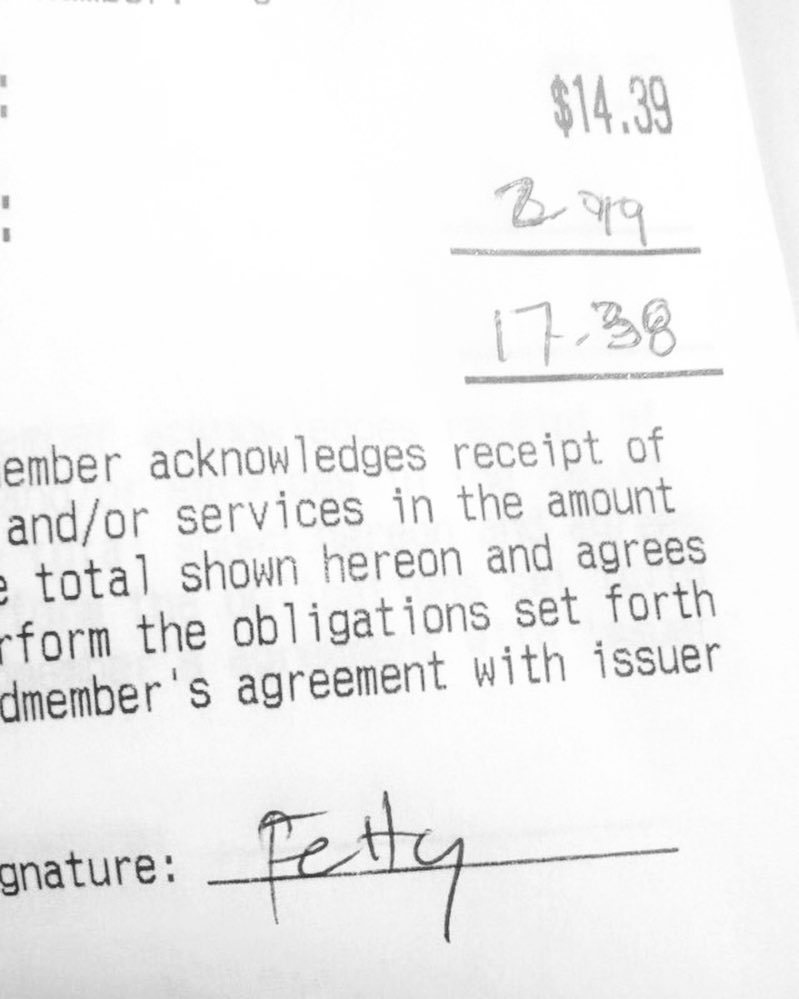 :
$14.39
:
2.99
17.38
ember acknowledges receipt of
and/or services in the amount
e total shown hereon and agrees
rform the obligations set forth
dmember's agreement with issuer
gnature: Fetty